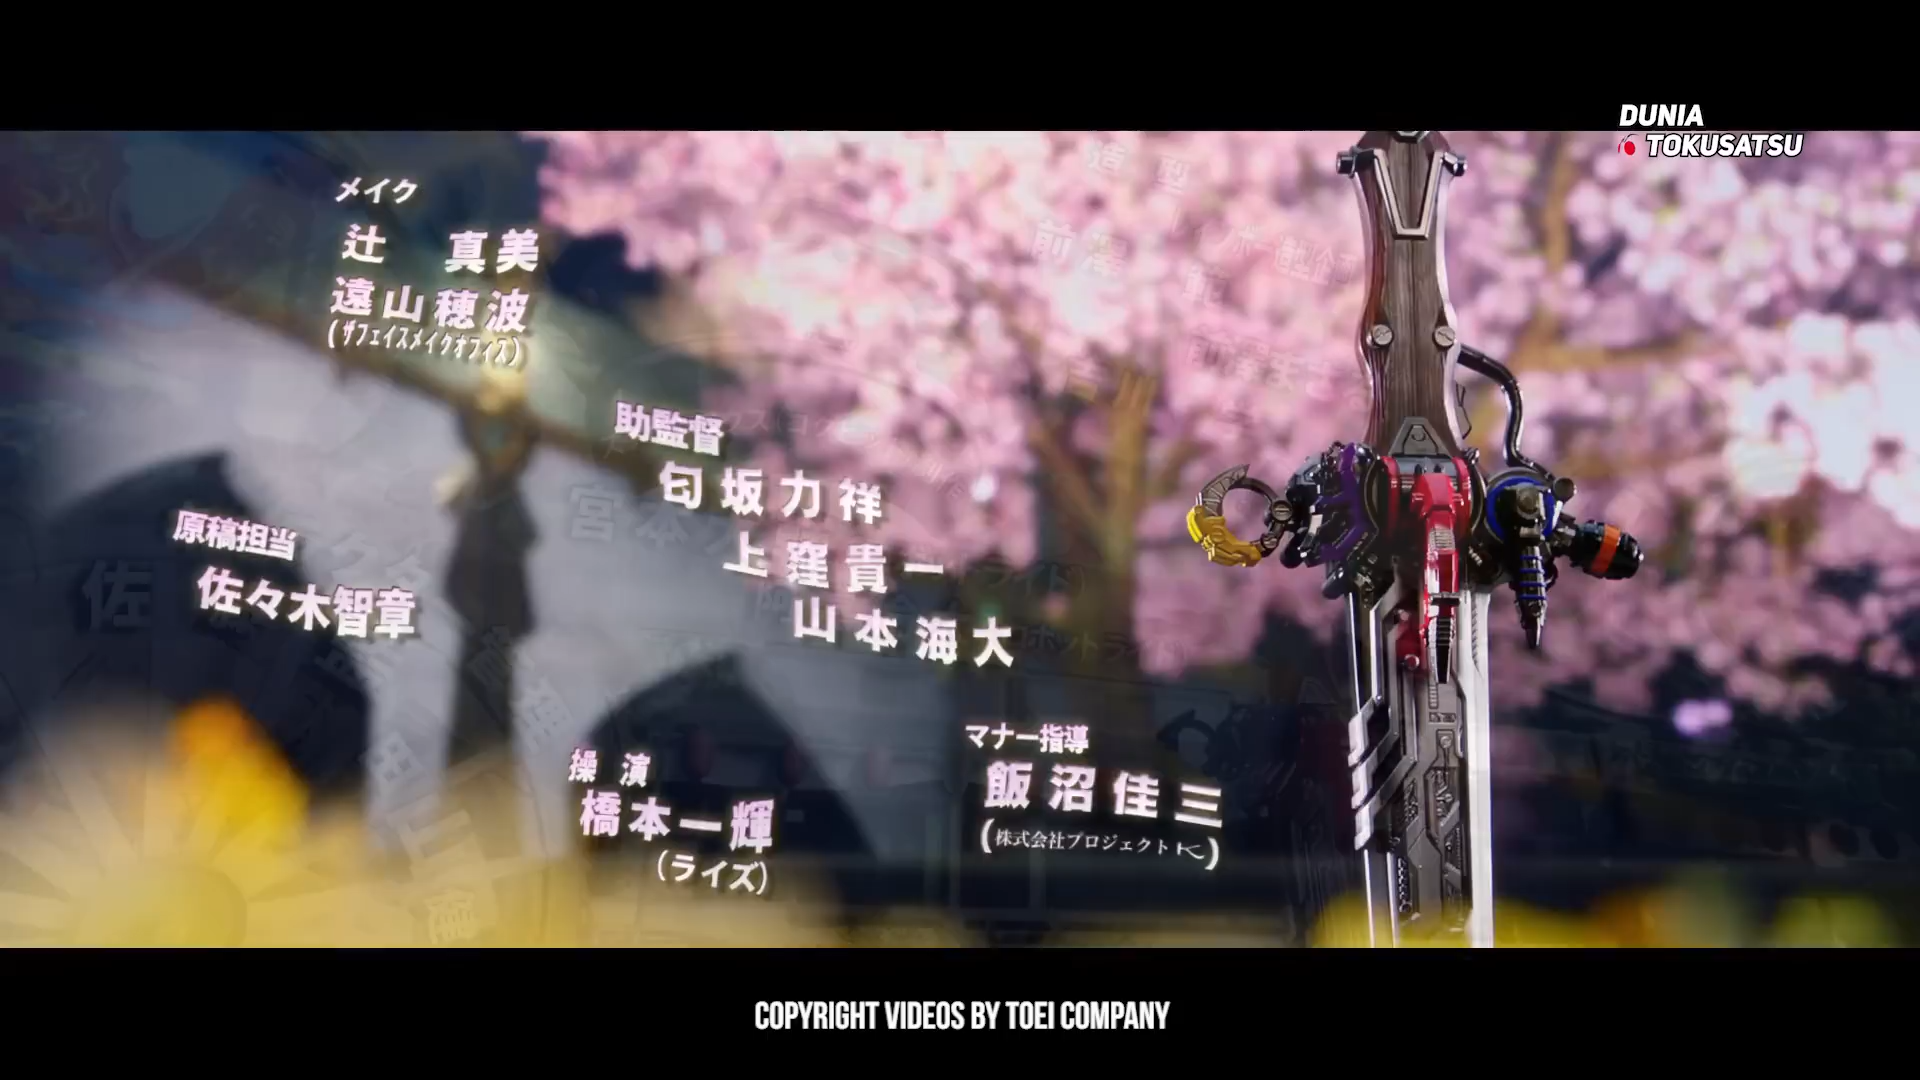 DUNIA
TOKUSATSU
メイク
辻 真美
遠山穂波
(ザフェイスメイクオフィス)
助監督
匂坂力祥
上窪貴一
山本海大
原稿担当
佐々木智章
操演
橋本一輝
(ライズ)
マナー指導
飯沼佳三
(株式会社プロジェクトK)
COPYRIGHT VIDEOS BY TOEI COMPANY